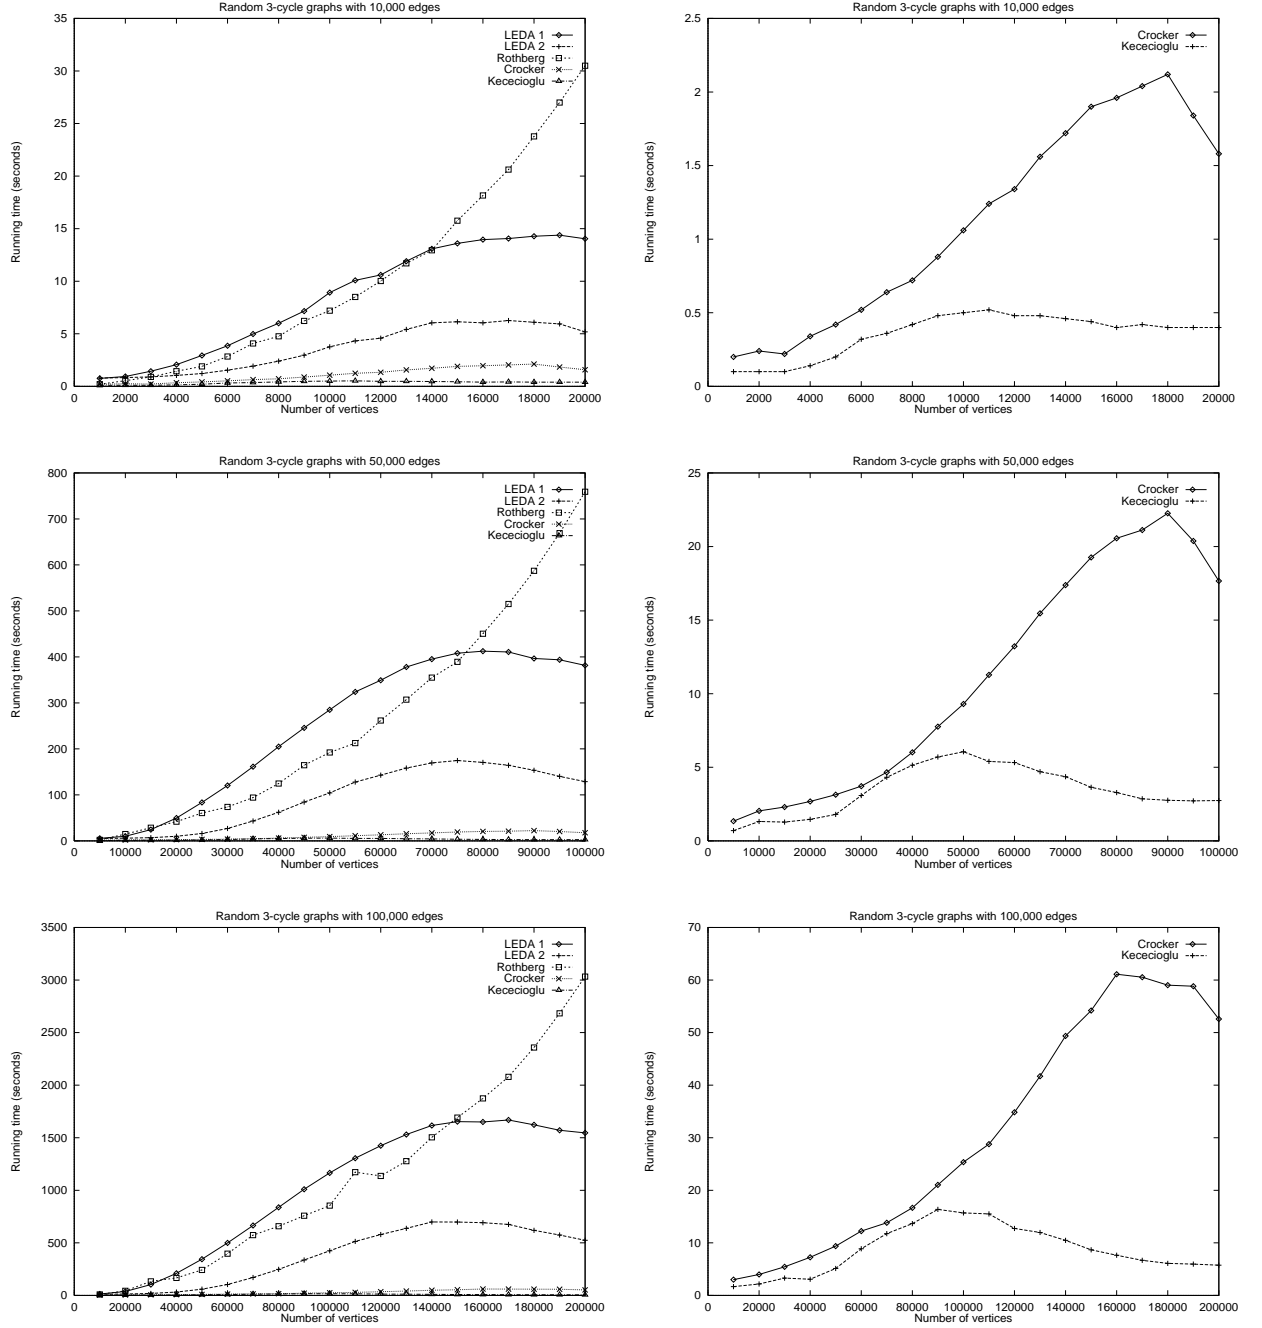 Random 3-cycle graphs with 10,000 edges
Running time (seconds)
35
30
25
20
15
10
5
0
LEDA 1
LEDA 2
Rothberg
Crocker
Kececioglu
0 2000 4000 6000 8000 10000 12000 14000 16000 18000 20000
Number of vertices
Random 3-cycle graphs with 10,000 edges
Running time (seconds)
2.5
2
1.5
1
0.5
0
Crocker
Kececioglu
0 2000 4000 6000 8000 10000 12000 14000 16000 18000 20000
Number of vertices
Random 3-cycle graphs with 50,000 edges
Running time (seconds)
800
700
600
500
400
300
200
100
0
LEDA 1
LEDA 2
Rothberg
Crocker
Kececioglu
0 10000 20000 30000 40000 50000 60000 70000 80000 90000 100000
Number of vertices
Random 3-cycle graphs with 50,000 edges
Running time (seconds)
25
20
15
10
5
0
Crocker
Kececioglu
0 10000 20000 30000 40000 50000 60000 70000 80000 90000 100000
Number of vertices
Random 3-cycle graphs with 100,000 edges
Running time (seconds)
3500
3000
2500
2000
1500
1000
500
0
LEDA 1
LEDA 2
Rothberg
Crocker
Kececioglu
0 20000 40000 60000 80000 100000 120000 140000 160000 180000 200000
Number of vertices
Random 3-cycle graphs with 100,000 edges
Running time (seconds)
70
60
50
40
30
20
10
0
Crocker
Kececioglu
0 20000 40000 60000 80000 100000 120000 140000 160000 180000 200000
Number of vertices